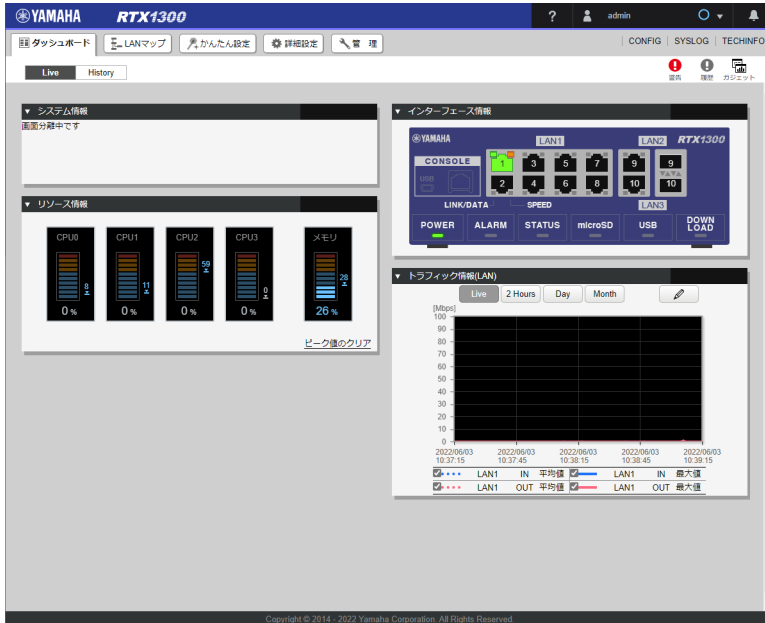 YAMAHA RTX1300 ? admin
ダッシュボード LANマップ かんたん設定 詳細設定 管 理 CONFIG SYSLOG TECHINFO
Live History 警告 履歴 ガジェット
▼ システム情報
画面分離中です
▼ リソース情報
CPU0 CPU1 CPU2 CPU3 メモリ
8 11 59 0 28
0 % 0 % 0 % 0 % 26 %
ピーク値のクリア
▼ インターフェース情報
YAMAHA LAN1 LAN2 RTX1300
CONSOLE 1 3 5 7 9 9
USB 2 4 6 8 10 10
LINK/DATA SPEED LAN3
POWER ALARM STATUS microSD USB DOWN LOAD
▼ トラフィック情報(LAN)
Live 2 Hours Day Month
[Mbps]
100
90
80
70
60
50
40
30
20
10
0
2022/06/03 2022/06/03 2022/06/03 2022/06/03 2022/06/03
10:37:15 10:37:45 10:38:15 10:38:45 10:39:15
LAN1 IN 平均値 LAN1 IN 最大値
LAN1 OUT 平均値 LAN1 OUT 最大値
Copyright © 2014 - 2022 Yamaha Corporation. All Rights Reserved.